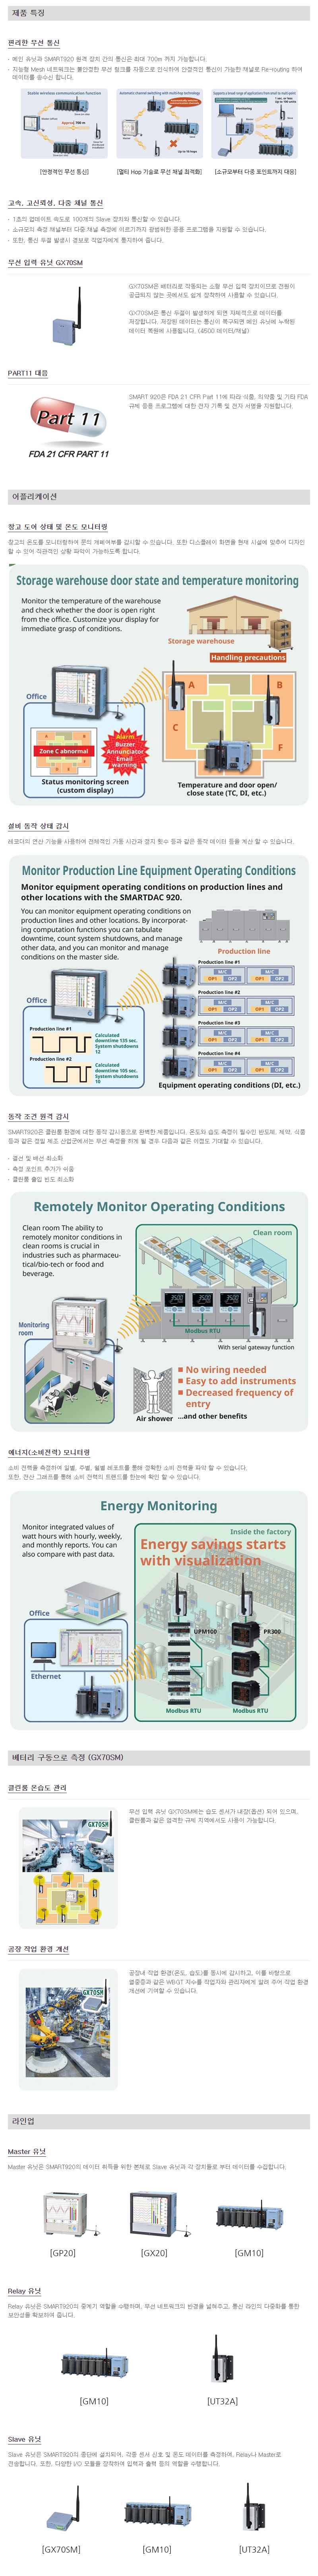 제품 특징
편리한 무선 통신
· 메인 유닛과 SMART920 원격 장치 간의 통신은 최대 700m 까지 가능합니다.
· 지능형 Mesh 네트워크는 불안정한 무선 링크를 자동으로 인식하여 안정적인 통신이 가능한 채널로 Re-routing 하여
데이터를 송수신 합니다.
Enable wireless communications function
Automatic channel switching with multi-hop technology
Supports a broad range of applications from small to multi-point
[안정적인 무선 통신]
[멀티 Hop 기술로 무선 채널 최적화]
[소규모부터 다중 포인트까지 대응]
고속, 고신뢰성, 다중 채널 통신
· 1초의 업데이트 속도로 100개의 Slave 장치와 통신할 수 있습니다.
· 소규모의 측정 채널부터 다중 채널 측정에 이르기까지 광범위한 응용 프로그램을 지원할 수 있습니다.
· 또한, 통신 두절 발생시 경보로 작업자에게 통지하여 줍니다.
무선 입력 유닛 GX70SM
GX70SM은 배터리로 작동되는 소형 무선 입력 장치이므로 전원이
공급되지 않는 곳에서도 쉽게 장착하여 사용할 수 있습니다.
GX70SM은 통신 두절이 발생하게 되면 자체적으로 데이터를
저장합니다. 저장된 데이터는 통신이 복구되면 메인 유닛에 누락된
데이터 복원에 사용됩니다. (4500 데이터/채널)
PART11 대응
Part 11
FDA 21 CFR PART 11
SMART 920은 FDA 21 CFR Part 11에 따라 식품, 의약품 및 기타 FDA
규제 응용 프로그램에 대한 전자 기록 및 전자 서명을 지원합니다.
어플리케이션
창고 도어 상태 및 온도 모니터링
창고의 온도를 모니터링하여 문의 개폐여부를 감시할 수 있습니다. 또한 디스플레이 화면을 현재 시설에 맞추어 디자인
할 수 있어 직관적인 상황 파악이 가능하도록 합니다.
Storage warehouse door state and temperature monitoring
Monitor the temperature of the warehouse
and check whether the door is open right
from the office. Customize your display for
immediate grasp of conditions.
Storage warehouse
Handling precautions
Office
A
B
C
F
Alarm
Buzzer
Annunciator
Email
warning
Zone C abnormal
Status monitoring screen
(custom display)
Temperature and door open/
close state (TC, DI, etc.)
설비 동작 상태 감시
레코더의 연산 기능을 사용하여 전체적인 가동 시간과 정지 횟수 등과 같은 동작 데이터 등을 계산 할 수 있습니다.
Monitor Production Line Equipment Operating Conditions
Monitor equipment operating conditions on production lines and
other locations with the SMARTDAC 920.
You can monitor equipment operating conditions on
production lines and other locations. By incorporat-
ing computation functions you can tabulate
downtime, count system shutdowns, and manage
other data, and you can monitor and manage
conditions on the master side.
Production line
Office
Production line #1
M/C
M/C
OP1 OP2 OP1 OP2
Production line #2
M/C
M/C
OP1 OP2 OP1 OP2
Production line #3
M/C
M/C
OP1 OP2 OP1 OP2
Production line #4
M/C
M/C
OP1 OP2 OP1 OP2
Production line #1
Calculated
downtime 135 sec.
System shutdowns
12
Production line #2
Calculated
downtime 105 sec.
System shutdowns
10
Equipment operating conditions (DI, etc.)
동작 조건 원격 감시
SMART920은 클린룸 환경에 대한 동작 감시용으로 완벽한 제품입니다. 온도와 습도 측정이 필수인 반도체, 제약, 식품
등과 같은 정밀 제조 산업군에서는 무선 측정을 하게 될 경우 다음과 같은 이점도 기대할 수 있습니다.
· 결선 및 배선 최소화
· 측정 포인트 추가가 쉬움
· 클린룸 출입 빈도 최소화
Remotely Monitor Operating Conditions
Clean room The ability to
remotely monitor conditions in
clean rooms is crucial in
industries such as pharmaceu-
tical/bio-tech or food and
beverage.
Clean room
Monitoring
room
Modbus RTU
With serial gateway function
■ No wiring needed
■ Easy to add instruments
■ Decreased frequency of
entry
...and other benefits
Air shower
에너지(소비전력) 모니터링
소비 전력을 측정하여 일별, 주별, 월별 레포트를 통해 정확한 소비 전력을 파악 할 수 있습니다.
또한, 전산 그래프를 통해 소비 전력의 트렌드를 한눈에 확인 할 수 있습니다.
Energy Monitoring
Monitor integrated values of
watt hours with hourly, weekly,
and monthly reports. You can
also compare with past data.
Inside the factory
Energy savings starts
with visualization
Office
UPM100
PR300
Ethernet
Modbus RTU
Modbus RTU
배터리 구동으로 측정 (GX70SM)
클린룸 온습도 관리
GX70SM
무선 입력 유닛 GX70SM에는 습도 센서가 내장(옵션) 되어 있으며,
클린룸과 같은 엄격한 규제 지역에서도 사용이 가능합니다.
공장 작업 환경 개선
GX70SM
공장내 작업 환경(온도, 습도)를 동시에 감시하고, 이를 바탕으로
열중증과 같은 WBGT 지수를 작업자와 관리자에게 알려 주어 작업 환경
개선에 기여할 수 있습니다.
라인업
Master 유닛
Master 유닛은 SMART920의 데이터 취득을 위한 본체로 Slave 유닛과 각 장치들로 부터 데이터를 수집합니다.
[GP20]
[GX20]
[GM10]
Relay 유닛
Relay 유닛은 SMART920의 중계기 역할을 수행하며, 무선 네트워크의 반경을 넓혀주고, 통신 라인의 다중화를 통한
보안성을 확보하여 줍니다.
[GM10]
[UT32A]
Slave 유닛
Slave 유닛은 SMART920의 종단에 설치되어, 각종 센서 신호 및 온도 데이터를 측정하여, Relay나 Master로
전송합니다. 또한, 다양한 I/O 모듈을 장착하여 입력과 출력 등의 역할을 수행합니다.
[GX70SM]
[GM10]
[UT32A]